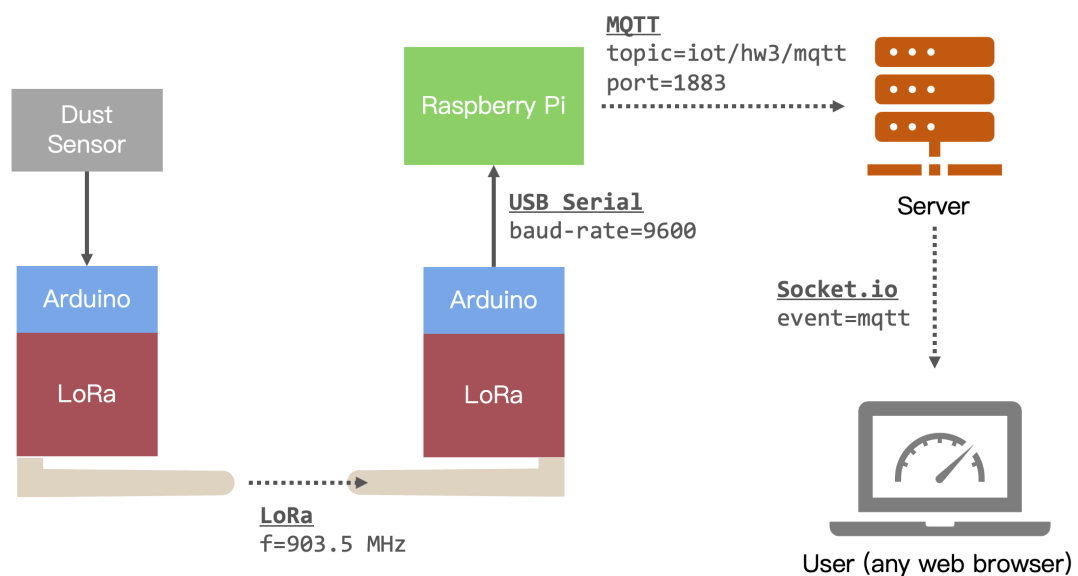 Dust
Sensor
Arduino
LoRa
LoRa
f=903.5 MHz
Arduino
LoRa
USB Serial
baud-rate=9600
Raspberry Pi
MQTT
topic=iot/hw3/mqtt
port=1883
Server
Socket.io
event=mqtt
User (any web browser)